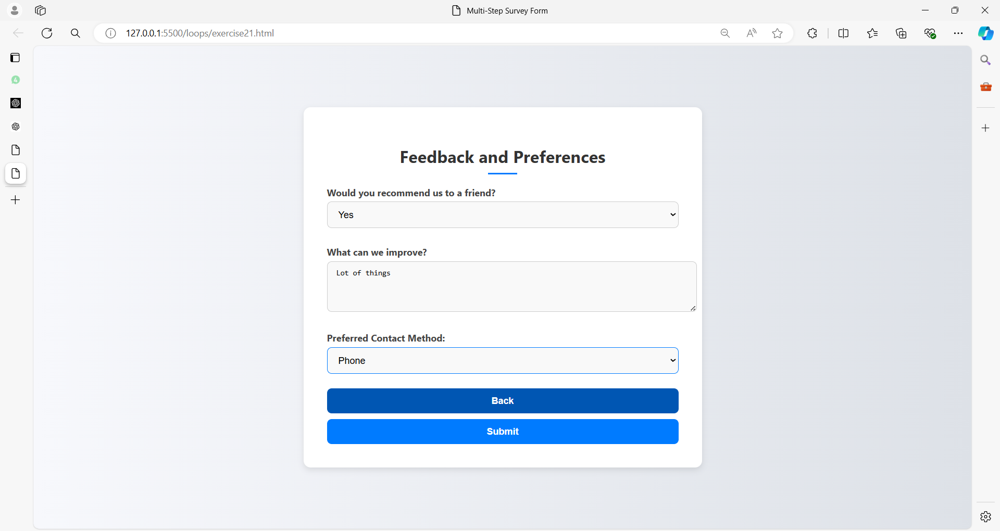 Multi-Step Survey Form
127.0.0.1:5500/loops/exercise21.html
Feedback and Preferences
Would you recommend us to a friend?
Yes
What can we improve?
Lot of things
Preferred Contact Method:
Phone
Back
Submit